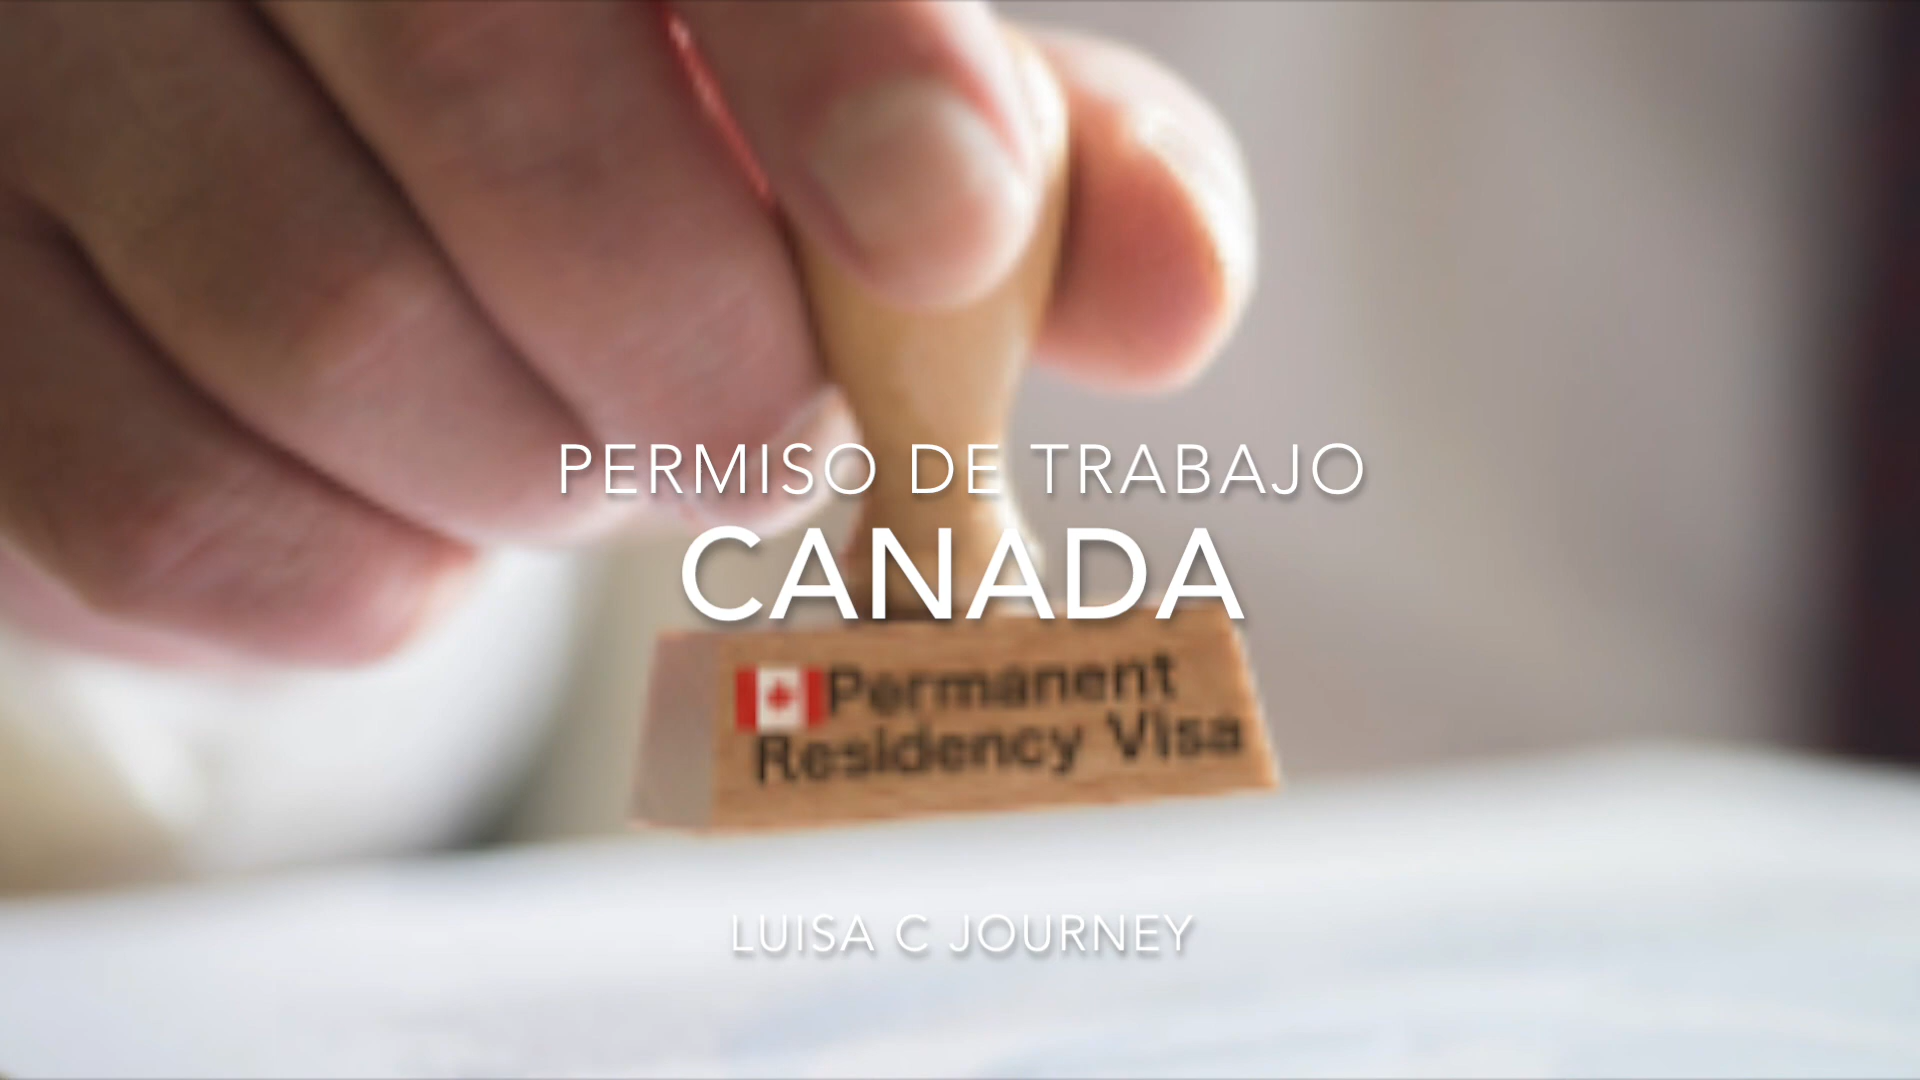 PERMISO DE TRABAJO
CANADA
Permanent
Residency Visa
LUISA C JOURNEY